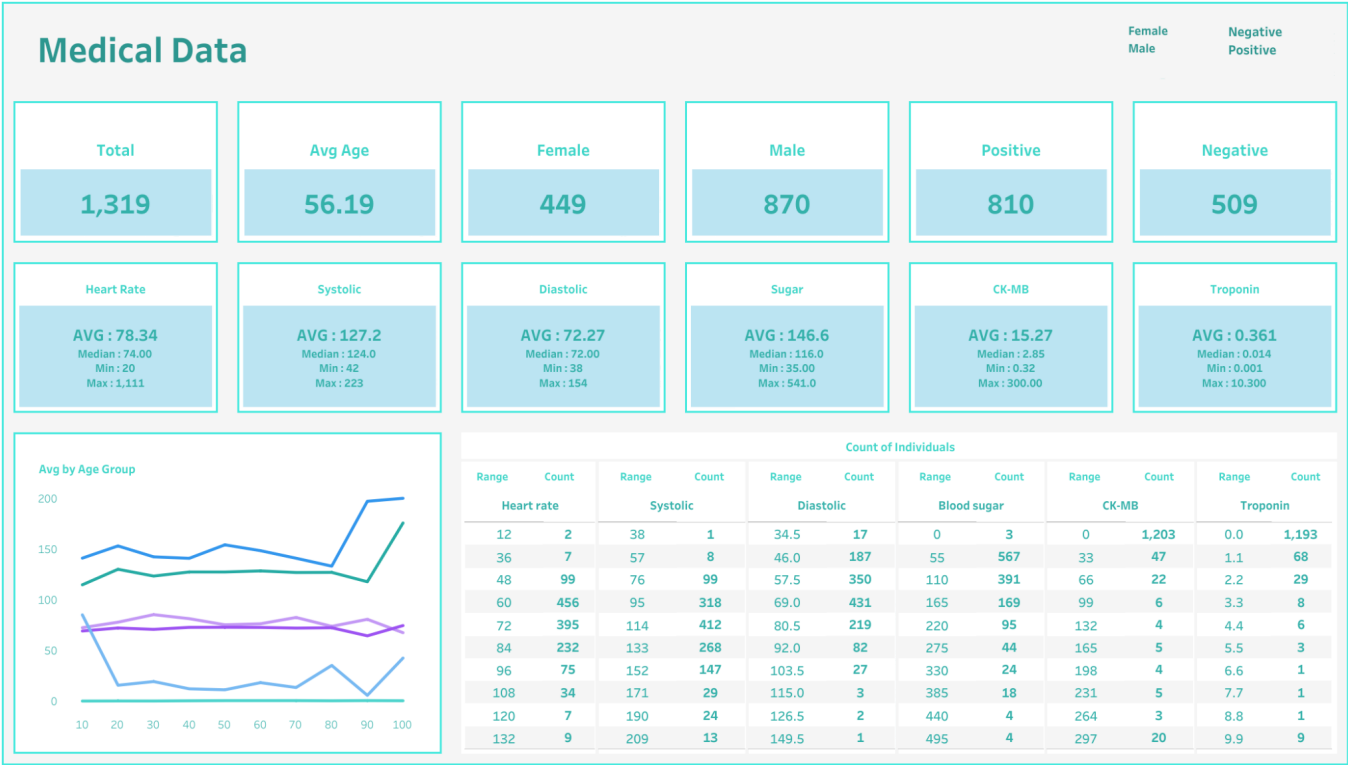 Medical Data
Female
Male
Negative
Positive
Total
1,319
Avg Age
56.19
Female
449
Male
870
Positive
810
Negative
509
Heart Rate
AVG : 78.34
Median : 74.00
Min : 20
Max : 1,111
Systolic
AVG : 127.2
Median : 124.0
Min : 42
Max : 223
Diastolic
AVG : 72.27
Median : 72.00
Min : 38
Max : 154
Sugar
AVG : 146.6
Median : 116.0
Min : 35.00
Max : 541.0
CK-MB
AVG : 15.27
Median : 2.85
Min : 0.32
Max : 300.00
Troponin
AVG : 0.361
Median : 0.014
Min : 0.001
Max : 10.300
Avg by Age Group
200
150
100
50
0
10 20 30 40 50 60 70 80 90 100
Count of Individuals
Range Count Range Count Range Count Range Count Range Count Range Count
Heart rate Systolic Diastolic Blood sugar CK-MB Troponin
12 2 38 1 34.5 17 0 3 0 1,203 0.0 1,193
36 7 57 8 46.0 187 55 567 33 47 1.1 68
48 99 76 99 57.5 350 110 391 66 22 2.2 29
60 456 95 318 69.0 431 165 169 99 6 3.3 8
72 395 114 412 80.5 219 220 95 132 4 4.4 6
84 232 133 268 92.0 82 275 44 165 5 5.5 3
96 75 152 147 103.5 27 330 24 198 4 6.6 1
108 34 171 29 115.0 3 385 18 231 5 7.7 1
120 7 190 24 126.5 2 440 4 264 3 8.8 1
132 9 209 13 149.5 1 495 4 297 20 9.9 9